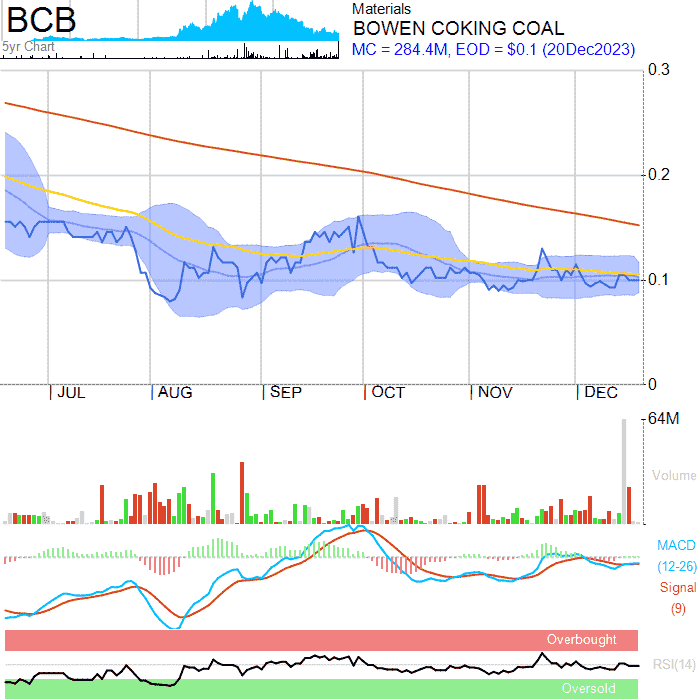 BCB
5yr Chart
Materials
BOWEN COKING COAL
MC = 284.4M, EOD = $0.1 (20Dec2023)
0.3
0.2
0.1
0
JUL AUG SEP OCT NOV DEC
64M
Volume
MACD
(12-26)
Signal
(9)
Overbought
RSI(14)
Oversold